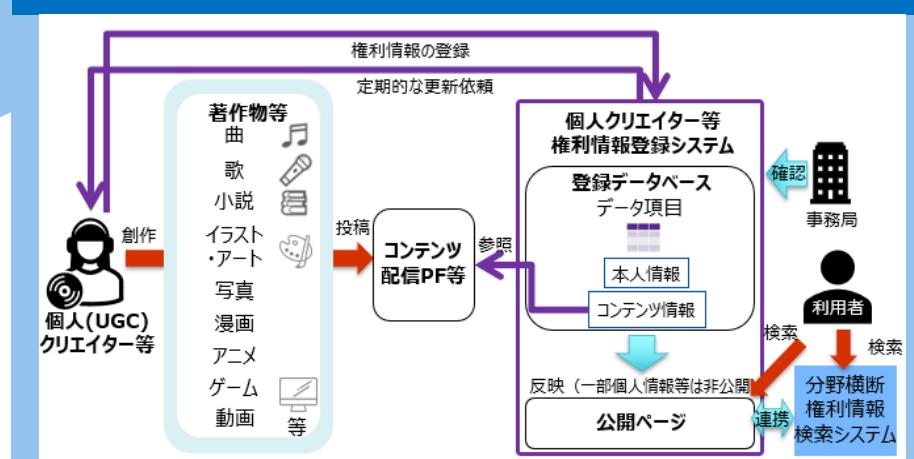 権利情報の登録
定期的な更新依頼
著作物等
曲
歌
小説
イラスト
・アート
写真
漫画
アニメ
ゲーム
動画
等
創作
個人(UGC)
クリエイター等
投稿
コンテンツ
配信PF等
参照
個人クリエイター等
権利情報登録システム
登録データベース
データ項目
本人情報
コンテンツ情報
反映（一部個人情報等は非公開
公開ページ
確認
事務局
利用者
検索
検索
連携
分野横断
権利情報
検索システム